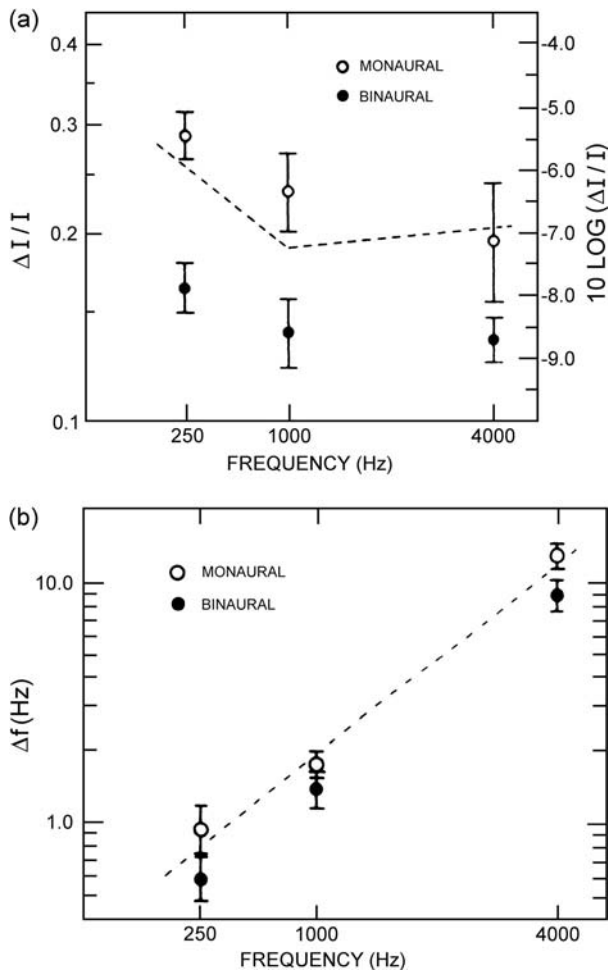 (a)
0.4
0.3
0.2
0.1
Δ I / I
MONAURAL
BINAURAL
-4.0
-5.0
-6.0
-7.0
-8.0
-9.0
10 LOG (Δ I / I)
250 1000 4000
FREQUENCY (Hz)
(b)
10.0
1.0
Δf (Hz)
MONAURAL
BINAURAL
250 1000 4000
FREQUENCY (Hz)